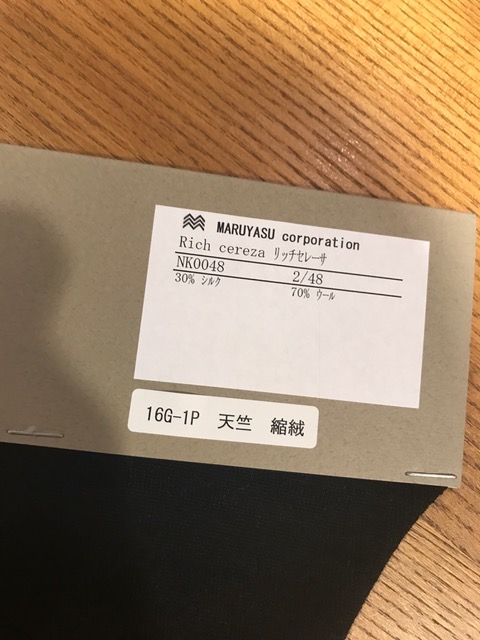 MARUYASU corporation
Rich cereza リッチセレーサ
NK0048 2/48
30% シルク 70% ウール
16G-1P 天竺 縮絨